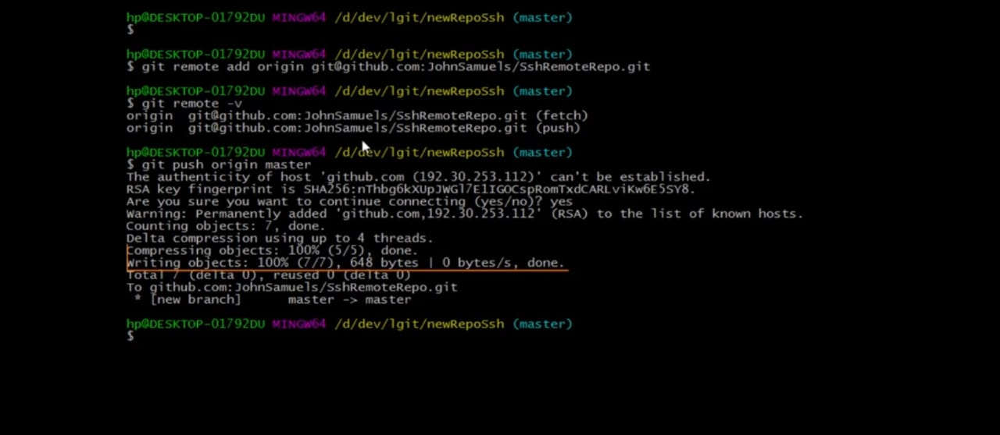 hp@DESKTOP-01792DU MINGW64 /d/dev/lgit/newRepoSsh (master)
$
hp@DESKTOP-01792DU MINGW64 /d/dev/lgit/newRepoSsh (master)
$ git remote add origin git@github.com:JohnSamuels/SshRemoteRepo.git
hp@DESKTOP-01792DU MINGW64 /d/dev/lgit/newRepoSsh (master)
$ git remote -v
origin  git@github.com:JohnSamuels/SshRemoteRepo.git (fetch)
origin  git@github.com:JohnSamuels/SshRemoteRepo.git (push)
hp@DESKTOP-01792DU MINGW64 /d/dev/lgit/newRepoSsh (master)
$ git push origin master
The authenticity of host 'github.com (192.30.253.112)' can't be established.
RSA key fingerprint is SHA256:nThbg6kXUpJWGl7E1IGOCspRomTxdCARLviKw6E5SY8.
Are you sure you want to continue connecting (yes/no)? yes
Warning: Permanently added 'github.com,192.30.253.112' (RSA) to the list of known hosts.
Counting objects: 7, done.
Delta compression using up to 4 threads.
Compressing objects: 100% (5/5), done.
Writing objects: 100% (7/7), 648 bytes | 0 bytes/s, done.
Total 7 (delta 0), reused 0 (delta 0)
To github.com:JohnSamuels/SshRemoteRepo.git
 * [new branch]      master -> master
hp@DESKTOP-01792DU MINGW64 /d/dev/lgit/newRepoSsh (master)
$